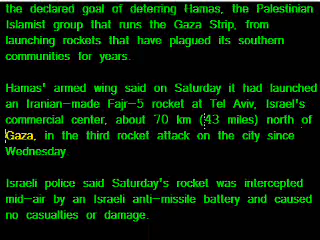 the declared goal of deterring Hamas, the Palestinian
Islamist group that runs the Gaza Strip, from
launching rockets that have plagued its southern
communities for years.
Hamas' armed wing said on Saturday it had launched
an Iranian-made Fajr-5 rocket at Tel Aviv, Israel's
commercial center, about 70 km (43 miles) north of
Gaza, in the third rocket attack on the city since
Wednesday.
Israeli police said Saturday's rocket was intercepted
mid-air by an Israeli anti-missile battery and caused
no casualties or damage.